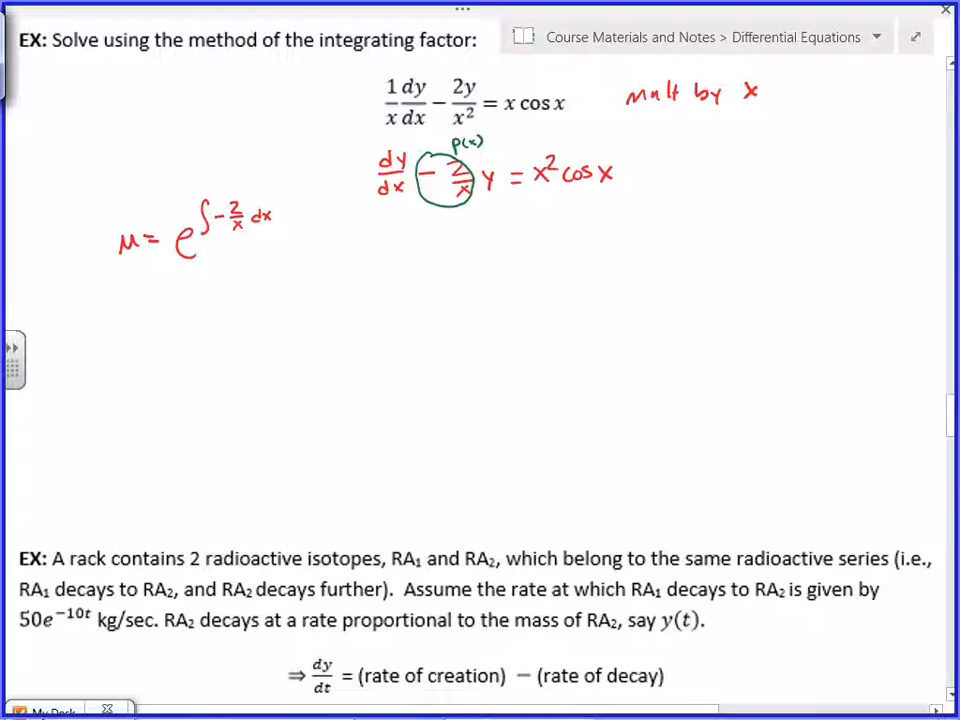 EX: Solve using the method of the integrating factor:
Course Materials and Notes > Differential Equations
1/x dy/dx − 2y/x² = x cos x
mult by x
p(x)
dy/dx − 2/x y = x² cos x
μ = e^∫ −2/x dx
EX: A rack contains 2 radioactive isotopes, RA₁ and RA₂, which belong to the same radioactive series (i.e.,
RA₁ decays to RA₂, and RA₂ decays further). Assume the rate at which RA₁ decays to RA₂ is given by
50e⁻¹⁰ᵗ kg/sec. RA₂ decays at a rate proportional to the mass of RA₂, say y(t).
⇒ dy/dt = (rate of creation) − (rate of decay)
My Desk